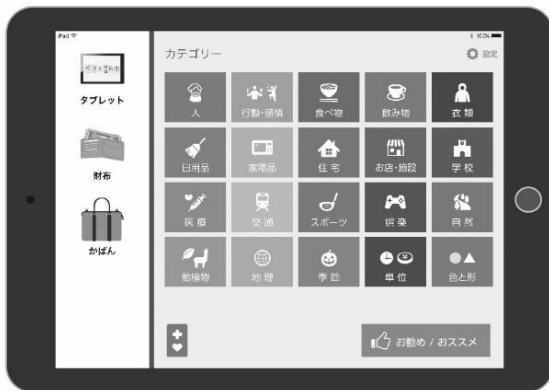 iPad
100%
タブレット
財布
かばん
カテゴリー
設定
人
行動・感情
食べ物
飲み物
衣類
日用品
家電品
住宅
お店・施設
学校
医療
交通
スポーツ
娯楽
自然
動植物
地理
季節
単位
色と形
お勧め / おススメ